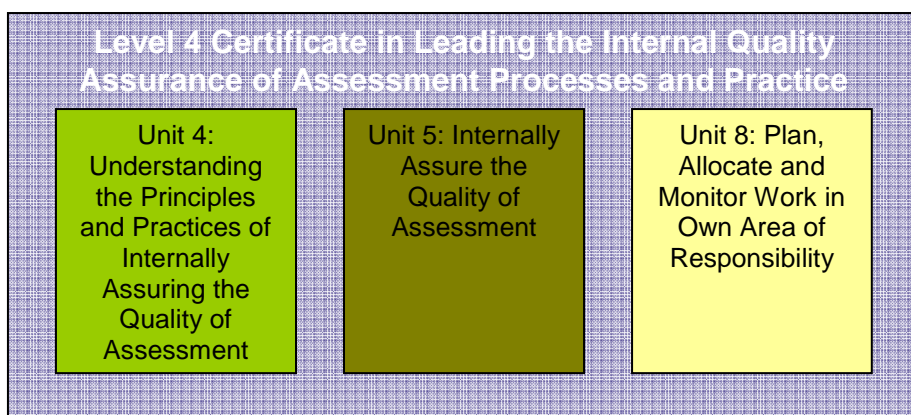 Level 4 Certificate in Leading the Internal Quality
Assurance of Assessment Processes and Practice
Unit 4:
Understanding
the Principles
and Practices of
Internally
Assuring the
Quality of
Assessment
Unit 5: Internally
Assure the
Quality of
Assessment
Unit 8: Plan,
Allocate and
Monitor Work in
Own Area of
Responsibility